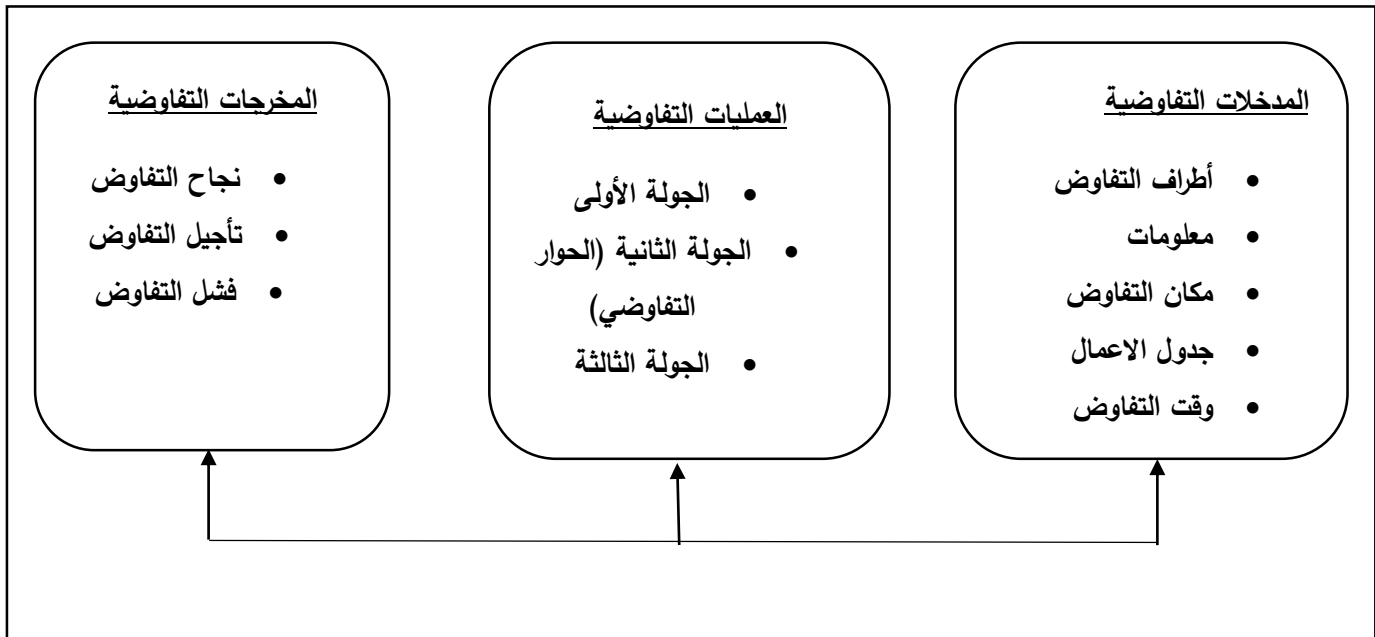 المدخلات التفاوضية
• أطراف التفاوض
• معلومات
• مكان التفاوض
• جدول الاعمال
• وقت التفاوض
العمليات التفاوضية
• الجولة الأولى
• الجولة الثانية (الحوار
التفاوضي)
• الجولة الثالثة
المخرجات التفاوضية
• نجاح التفاوض
• تأجيل التفاوض
• فشل التفاوض